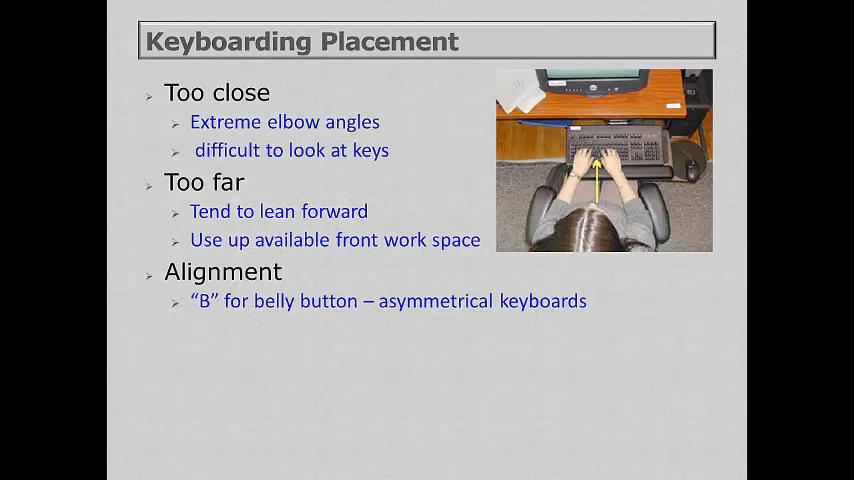 Keyboarding Placement
Too close
Extreme elbow angles
difficult to look at keys
Too far
Tend to lean forward
Use up available front work space
Alignment
“B” for belly button – asymmetrical keyboards